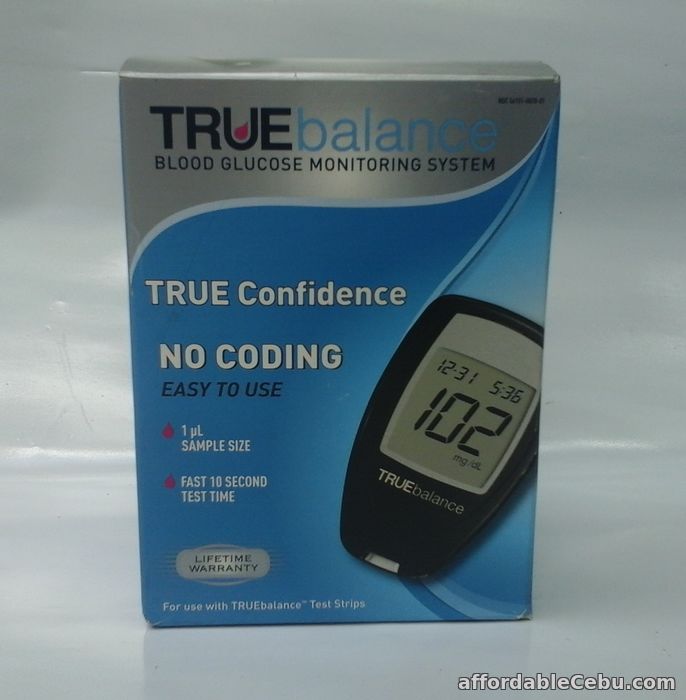 TRUEbalance
BLOOD GLUCOSE MONITORING SYSTEM
TRUE Confidence
NO CODING
EASY TO USE
1 µL
SAMPLE SIZE
FAST 10 SECOND
TEST TIME
LIFETIME
WARRANTY
For use with TRUEbalance™ Test Strips
12-31 5:36
102
mg/dL
TRUEbalance
affordableCebu.com